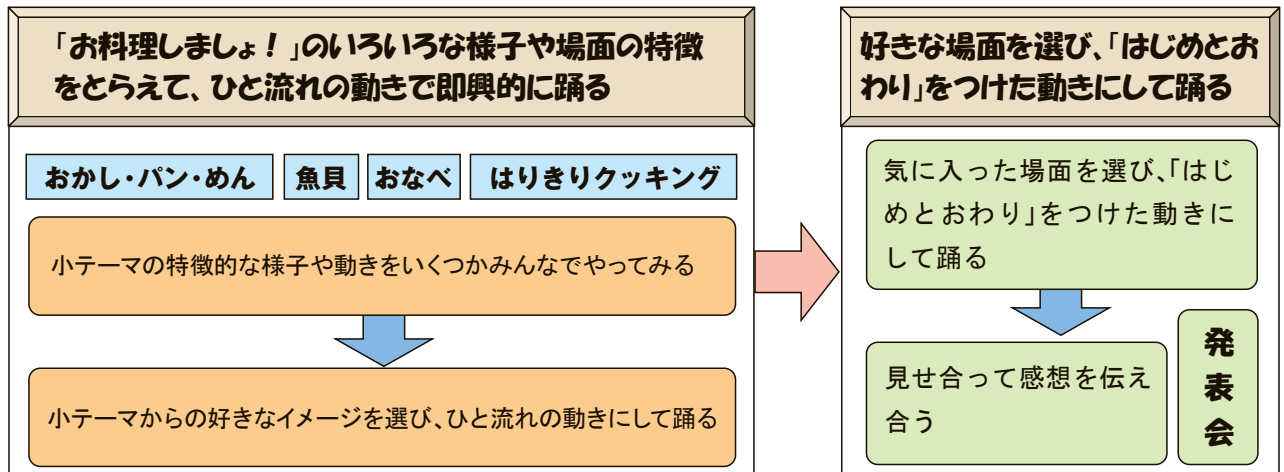 「お料理しましょ!」のいろいろな様子や場面の特徴
をとらえて、ひと流れの動きで即興的に踊る
おかし・パン・めん
魚貝
おなべ
はりきりクッキング
小テーマの特徴的な様子や動きをいくつかみんなでやってみる
小テーマからの好きなイメージを選び、ひと流れの動きにして踊る
好きな場面を選び、「はじめとお
わり」をつけた動きにして踊る
気に入った場面を選び、「はじ
めとおわり」をつけた動きに
して踊る
見せ合って感想を伝え
合う
発
表
会